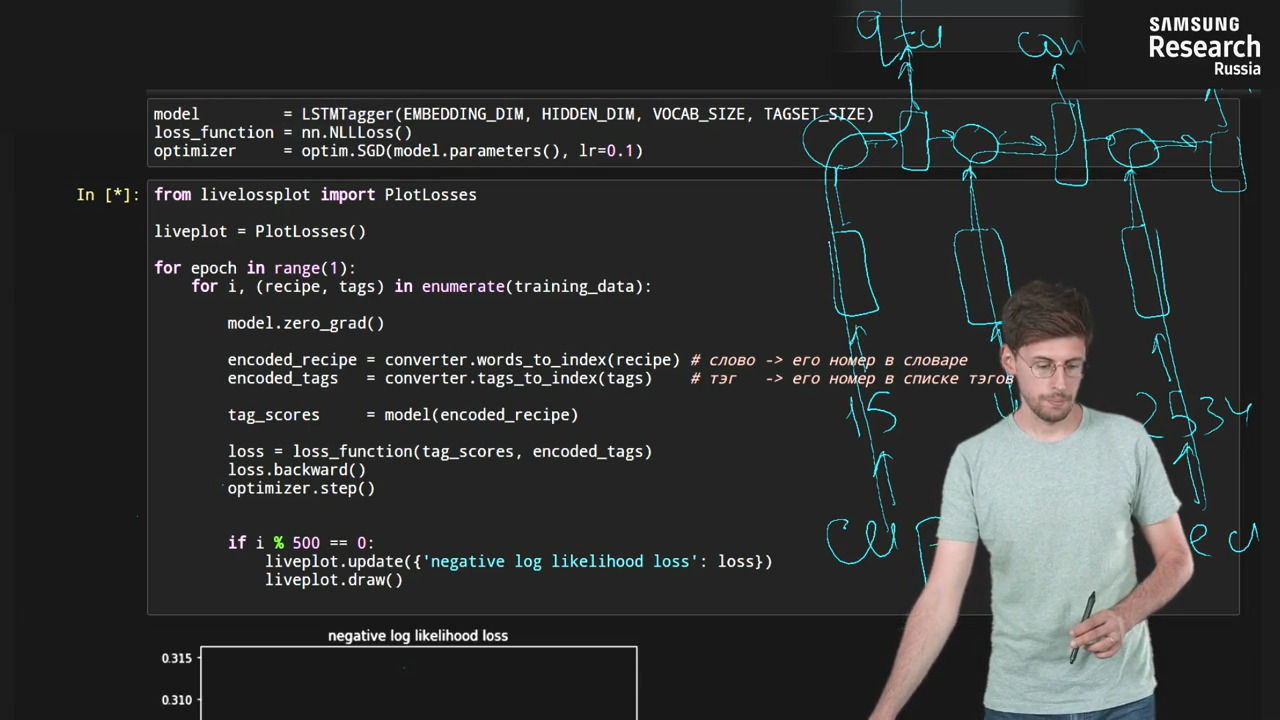 SAMSUNG
Research
Russia
model = LSTMTagger(EMBEDDING_DIM, HIDDEN_DIM, VOCAB_SIZE, TAGSET_SIZE)
loss_function = nn.NLLLoss()
optimizer = optim.SGD(model.parameters(), lr=0.1)
In [*]:
from livelossplot import PlotLosses
liveplot = PlotLosses()
for epoch in range(1):
for i, (recipe, tags) in enumerate(training_data):
model.zero_grad()
encoded_recipe = converter.words_to_index(recipe) # слово -> его номер в словаре
encoded_tags = converter.tags_to_index(tags) # тэг -> его номер в списке тэгов
tag_scores = model(encoded_recipe)
loss = loss_function(tag_scores, encoded_tags)
loss.backward()
optimizer.step()
if i % 500 == 0:
liveplot.update({'negative log likelihood loss': loss})
liveplot.draw()
15
2534
negative log likelihood loss
0.315
0.310